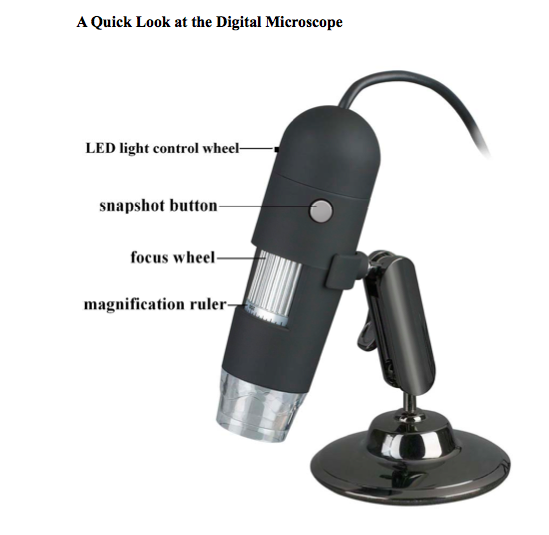 A Quick Look at the Digital Microscope
LED light control wheel
snapshot button
focus wheel
magnification ruler